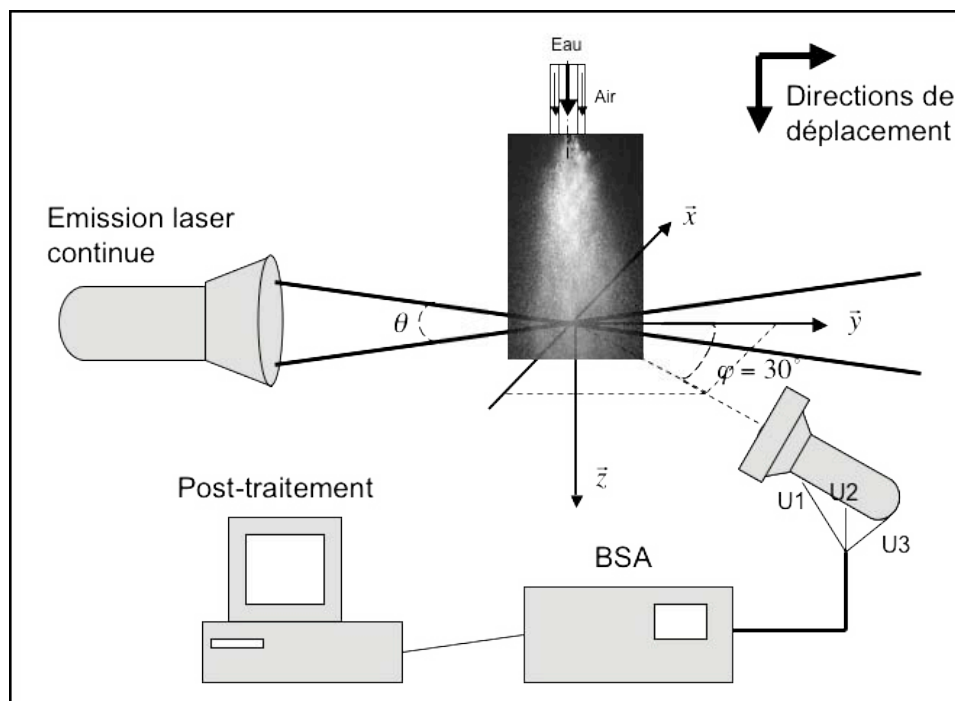 Eau
Air
Directions de
déplacement
Emission laser
continue
x
θ
y
φ = 30°
z
Post-traitement
U1
U2
U3
BSA